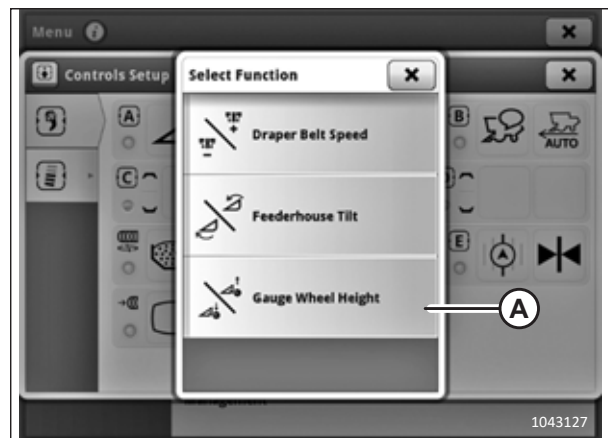 Menu
Controls Setup
Select Function
A
B
Draper Belt Speed
AUTO
C
Feederhouse Tilt
E
Gauge Wheel Height
A
1043127